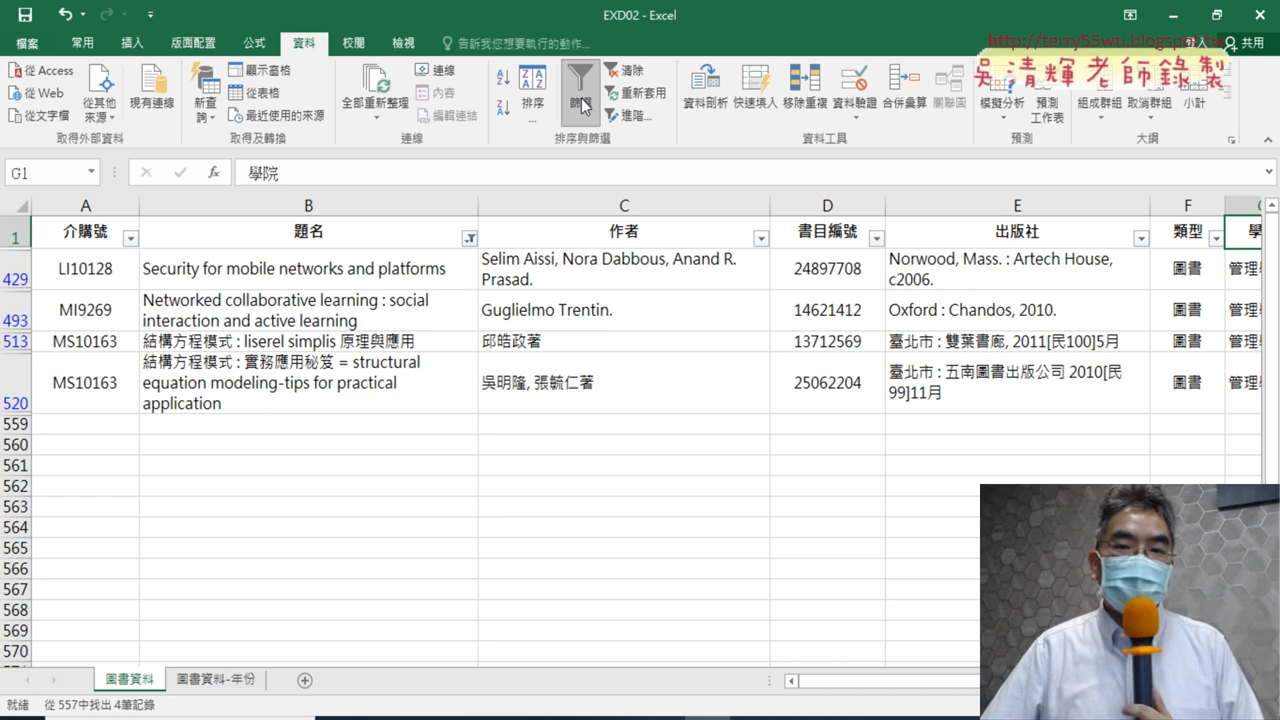 EXD02 - Excel
檔案 常用 插入 版面配置 公式 資料 校閱 檢視 告訴我您想要執行的動作... 共用
http://terry55wu.blogspot.tw
吳清輝老師錄製
從 Access
從 Web
從文字檔
從其他來源
現有連線
取得外部資料
新查詢
顯示窗格
從表格
最近使用的來源
取得及轉換
全部重新整理
連線
內容
編輯連結
連線
排序...
清除
重新套用
進階...
排序與篩選
資料剖析 快速填入 移除重複 資料驗證 合併彙算 關聯圖
資料工具
模擬分析 預測工作表
預測
組成群組 取消群組 小計
大綱
G1 fx 學院
A B C D E F
1 介購號 題名 作者 書目編號 出版社 類型
429 LI10128 Security for mobile networks and platforms Selim Aissi, Nora Dabbous, Anand R. Prasad. 24897708 Norwood, Mass. : Artech House, c2006. 圖書 管理
493 MI9269 Networked collaborative learning : social interaction and active learning Guglielmo Trentin. 14621412 Oxford : Chandos, 2010. 圖書 管理
513 MS10163 結構方程模式 : liserel simplis 原理與應用 邱皓政著 13712569 臺北市 : 雙葉書廊, 2011[民100]5月 圖書 管理
520 MS10163 結構方程模式 : 實務應用秘笈 = structural equation modeling-tips for practical application 吳明隆, 張毓仁著 25062204 臺北市 : 五南圖書出版公司 2010[民99]11月 圖書 管理
559
560
561
562
563
564
565
566
567
568
569
570
圖書資料 圖書資料-年份
就緒 從 557中找出 4筆記錄